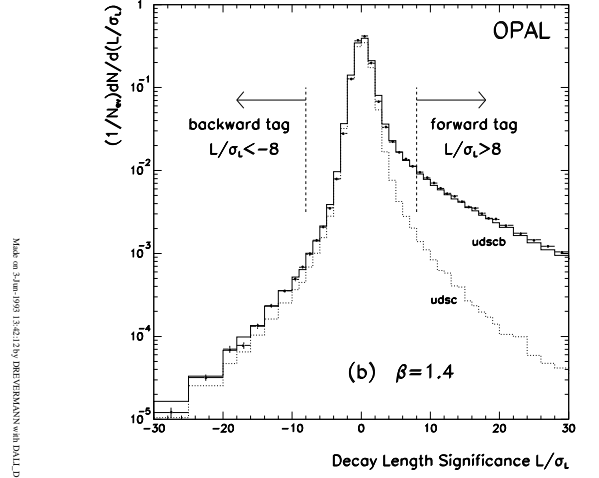 OPAL
(1/N_ev)dN/d(L/σ_L)
1
10^-1
10^-2
10^-3
10^-4
10^-5
backward tag
L/σ_L<-8
forward tag
L/σ_L>8
udscb
udsc
(b) β=1.4
-30 -20 -10 0 10 20 30
Decay Length Significance L/σ_L
Made on 3-Jun-1993 13:42:12 by DREVERMANN with DALI_D